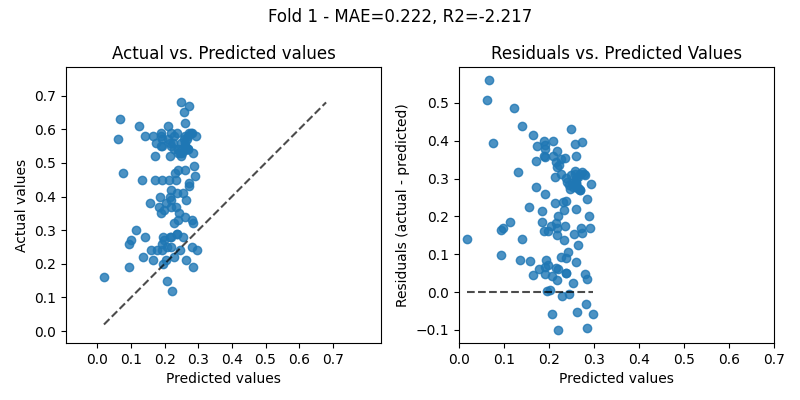 Fold 1 - MAE=0.222, R2=-2.217
Actual vs. Predicted values
Actual values
0.7
0.6
0.5
0.4
0.3
0.2
0.1
0.0
0.0 0.1 0.2 0.3 0.4 0.5 0.6 0.7
Predicted values
Residuals vs. Predicted Values
Residuals (actual - predicted)
0.5
0.4
0.3
0.2
0.1
0.0
−0.1
0.0 0.1 0.2 0.3 0.4 0.5 0.6 0.7
Predicted values